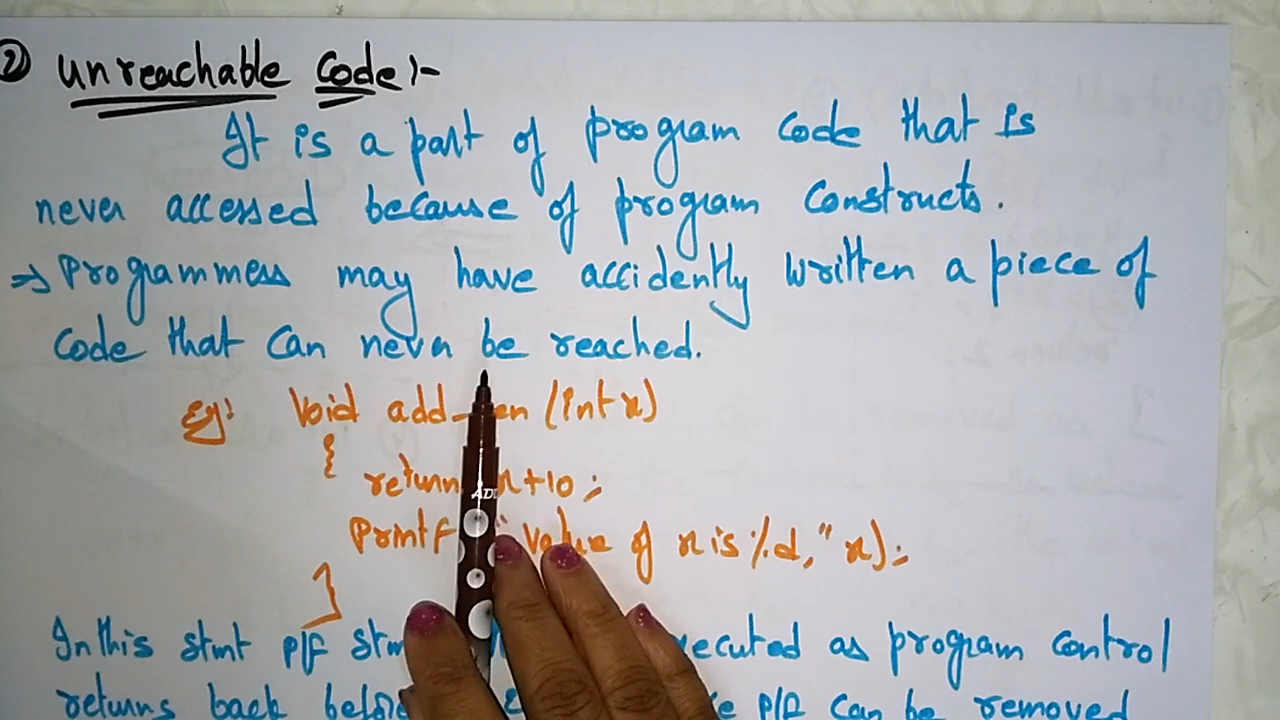 2) Unreachable Code:-
It is a part of program code that is
never accessed because of program constructs.
⇒ Programmess may have accidently written a piece of
code that can never be reached.
Eg: Void add (int x)
{
return x+10;
Printf "Value of x is %d," x);
}
In this stmt P/F as program control
returns back P/F can be removed